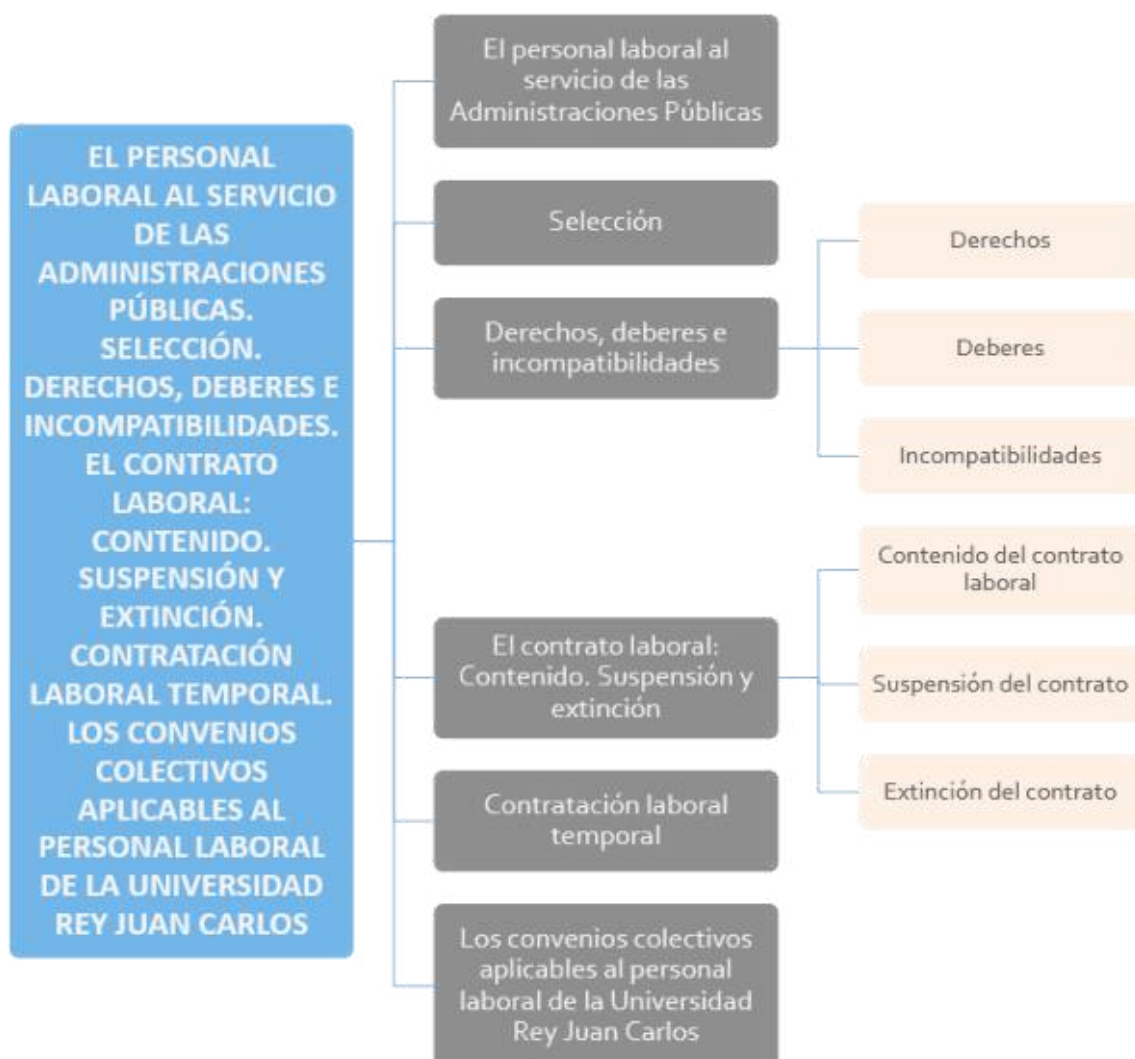 EL PERSONAL
LABORAL AL SERVICIO
DE LAS
ADMINISTRACIONES
PÚBLICAS.
SELECCIÓN.
DERECHOS, DEBERES E
INCOMPATIBILIDADES.
EL CONTRATO
LABORAL:
CONTENIDO.
SUSPENSIÓN Y
EXTINCIÓN.
CONTRATACIÓN
LABORAL TEMPORAL.
LOS CONVENIOS
COLECTIVOS
APLICABLES AL
PERSONAL LABORAL
DE LA UNIVERSIDAD
REY JUAN CARLOS
El personal laboral al
servicio de las
Administraciones Públicas
Selección
Derechos, deberes e
incompatibilidades
Derechos
Deberes
Incompatibilidades
El contrato laboral:
Contenido. Suspensión y
extinción
Contenido del contrato
laboral
Suspensión del contrato
Extinción del contrato
Contratación laboral
temporal
Los convenios colectivos
aplicables al personal
laboral de la Universidad
Rey Juan Carlos